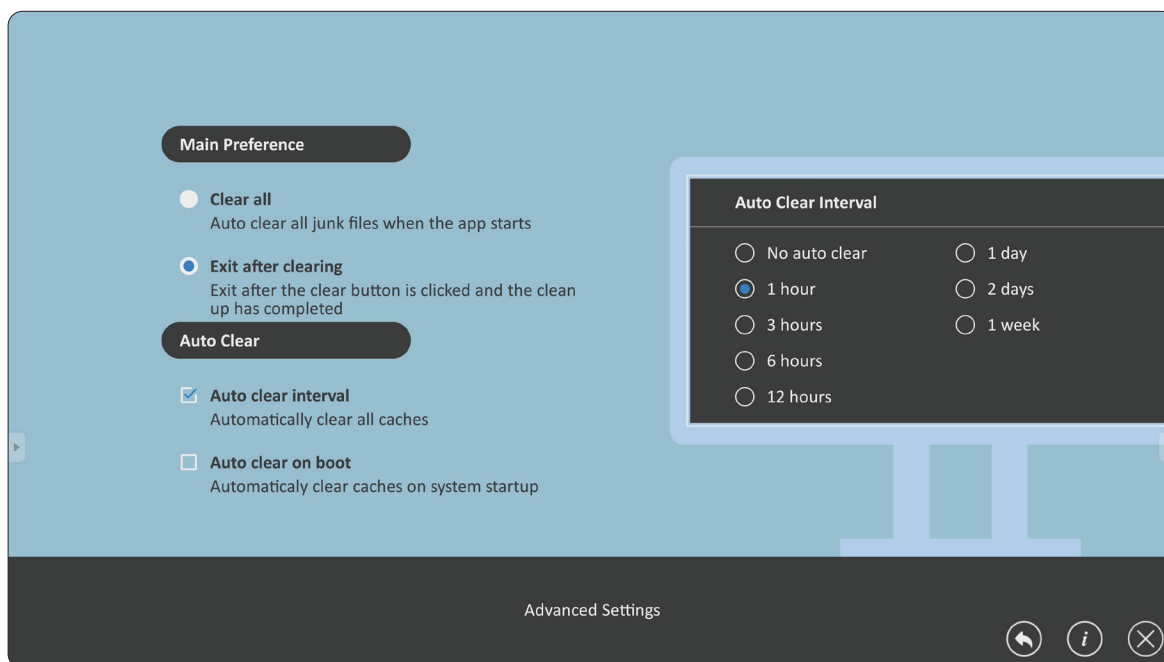 Main Preference
Clear all
Auto clear all junk files when the app starts
Exit after clearing
Exit after the clear button is clicked and the clean
up has completed
Auto Clear
Auto clear interval
Automatically clear all caches
Auto clear on boot
Automaticaly clear caches on system startup
Auto Clear Interval
No auto clear
1 hour
3 hours
6 hours
12 hours
1 day
2 days
1 week
Advanced Settings
i